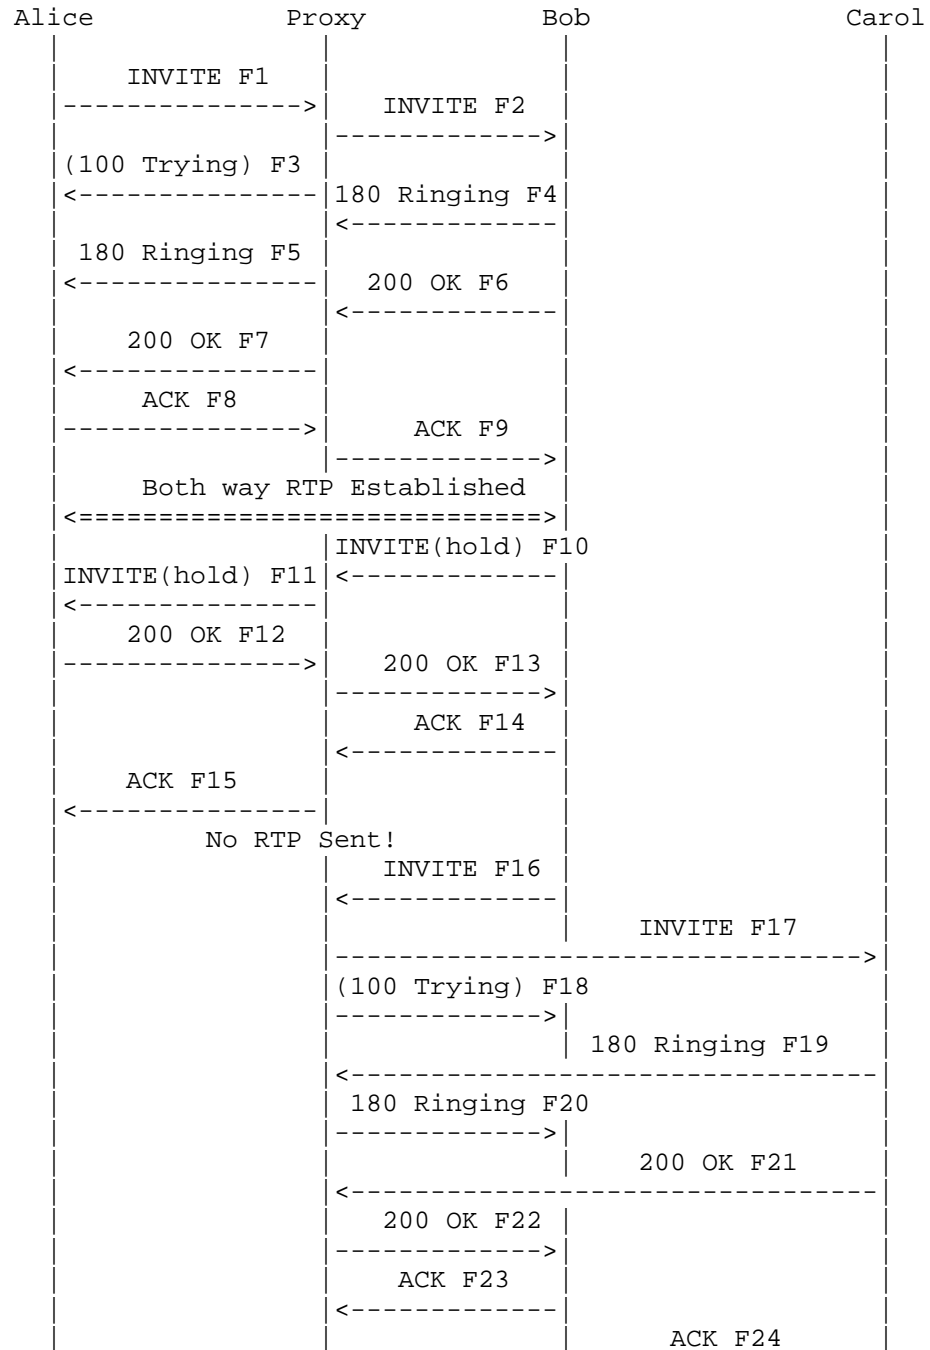 Alice Proxy Bob Carol
INVITE F1
INVITE F2
(100 Trying) F3
180 Ringing F4
180 Ringing F5
200 OK F6
200 OK F7
ACK F8
ACK F9
Both way RTP Established
INVITE(hold) F10
INVITE(hold) F11
200 OK F12
200 OK F13
ACK F14
ACK F15
No RTP Sent!
INVITE F16
INVITE F17
(100 Trying) F18
180 Ringing F19
180 Ringing F20
200 OK F21
200 OK F22
ACK F23
ACK F24